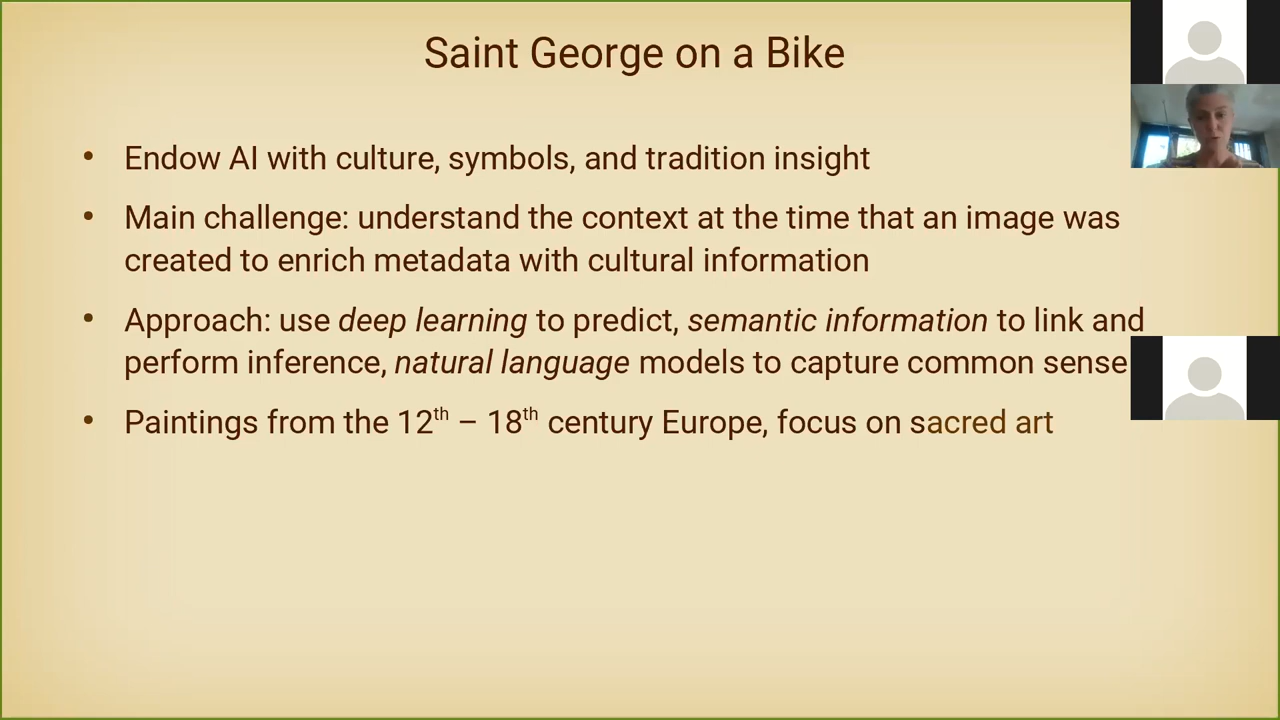 Saint George on a Bike
• Endow AI with culture, symbols, and tradition insight
• Main challenge: understand the context at the time that an image was
created to enrich metadata with cultural information
• Approach: use deep learning to predict, semantic information to link and
perform inference, natural language models to capture common sense
• Paintings from the 12th – 18th century Europe, focus on sacred art